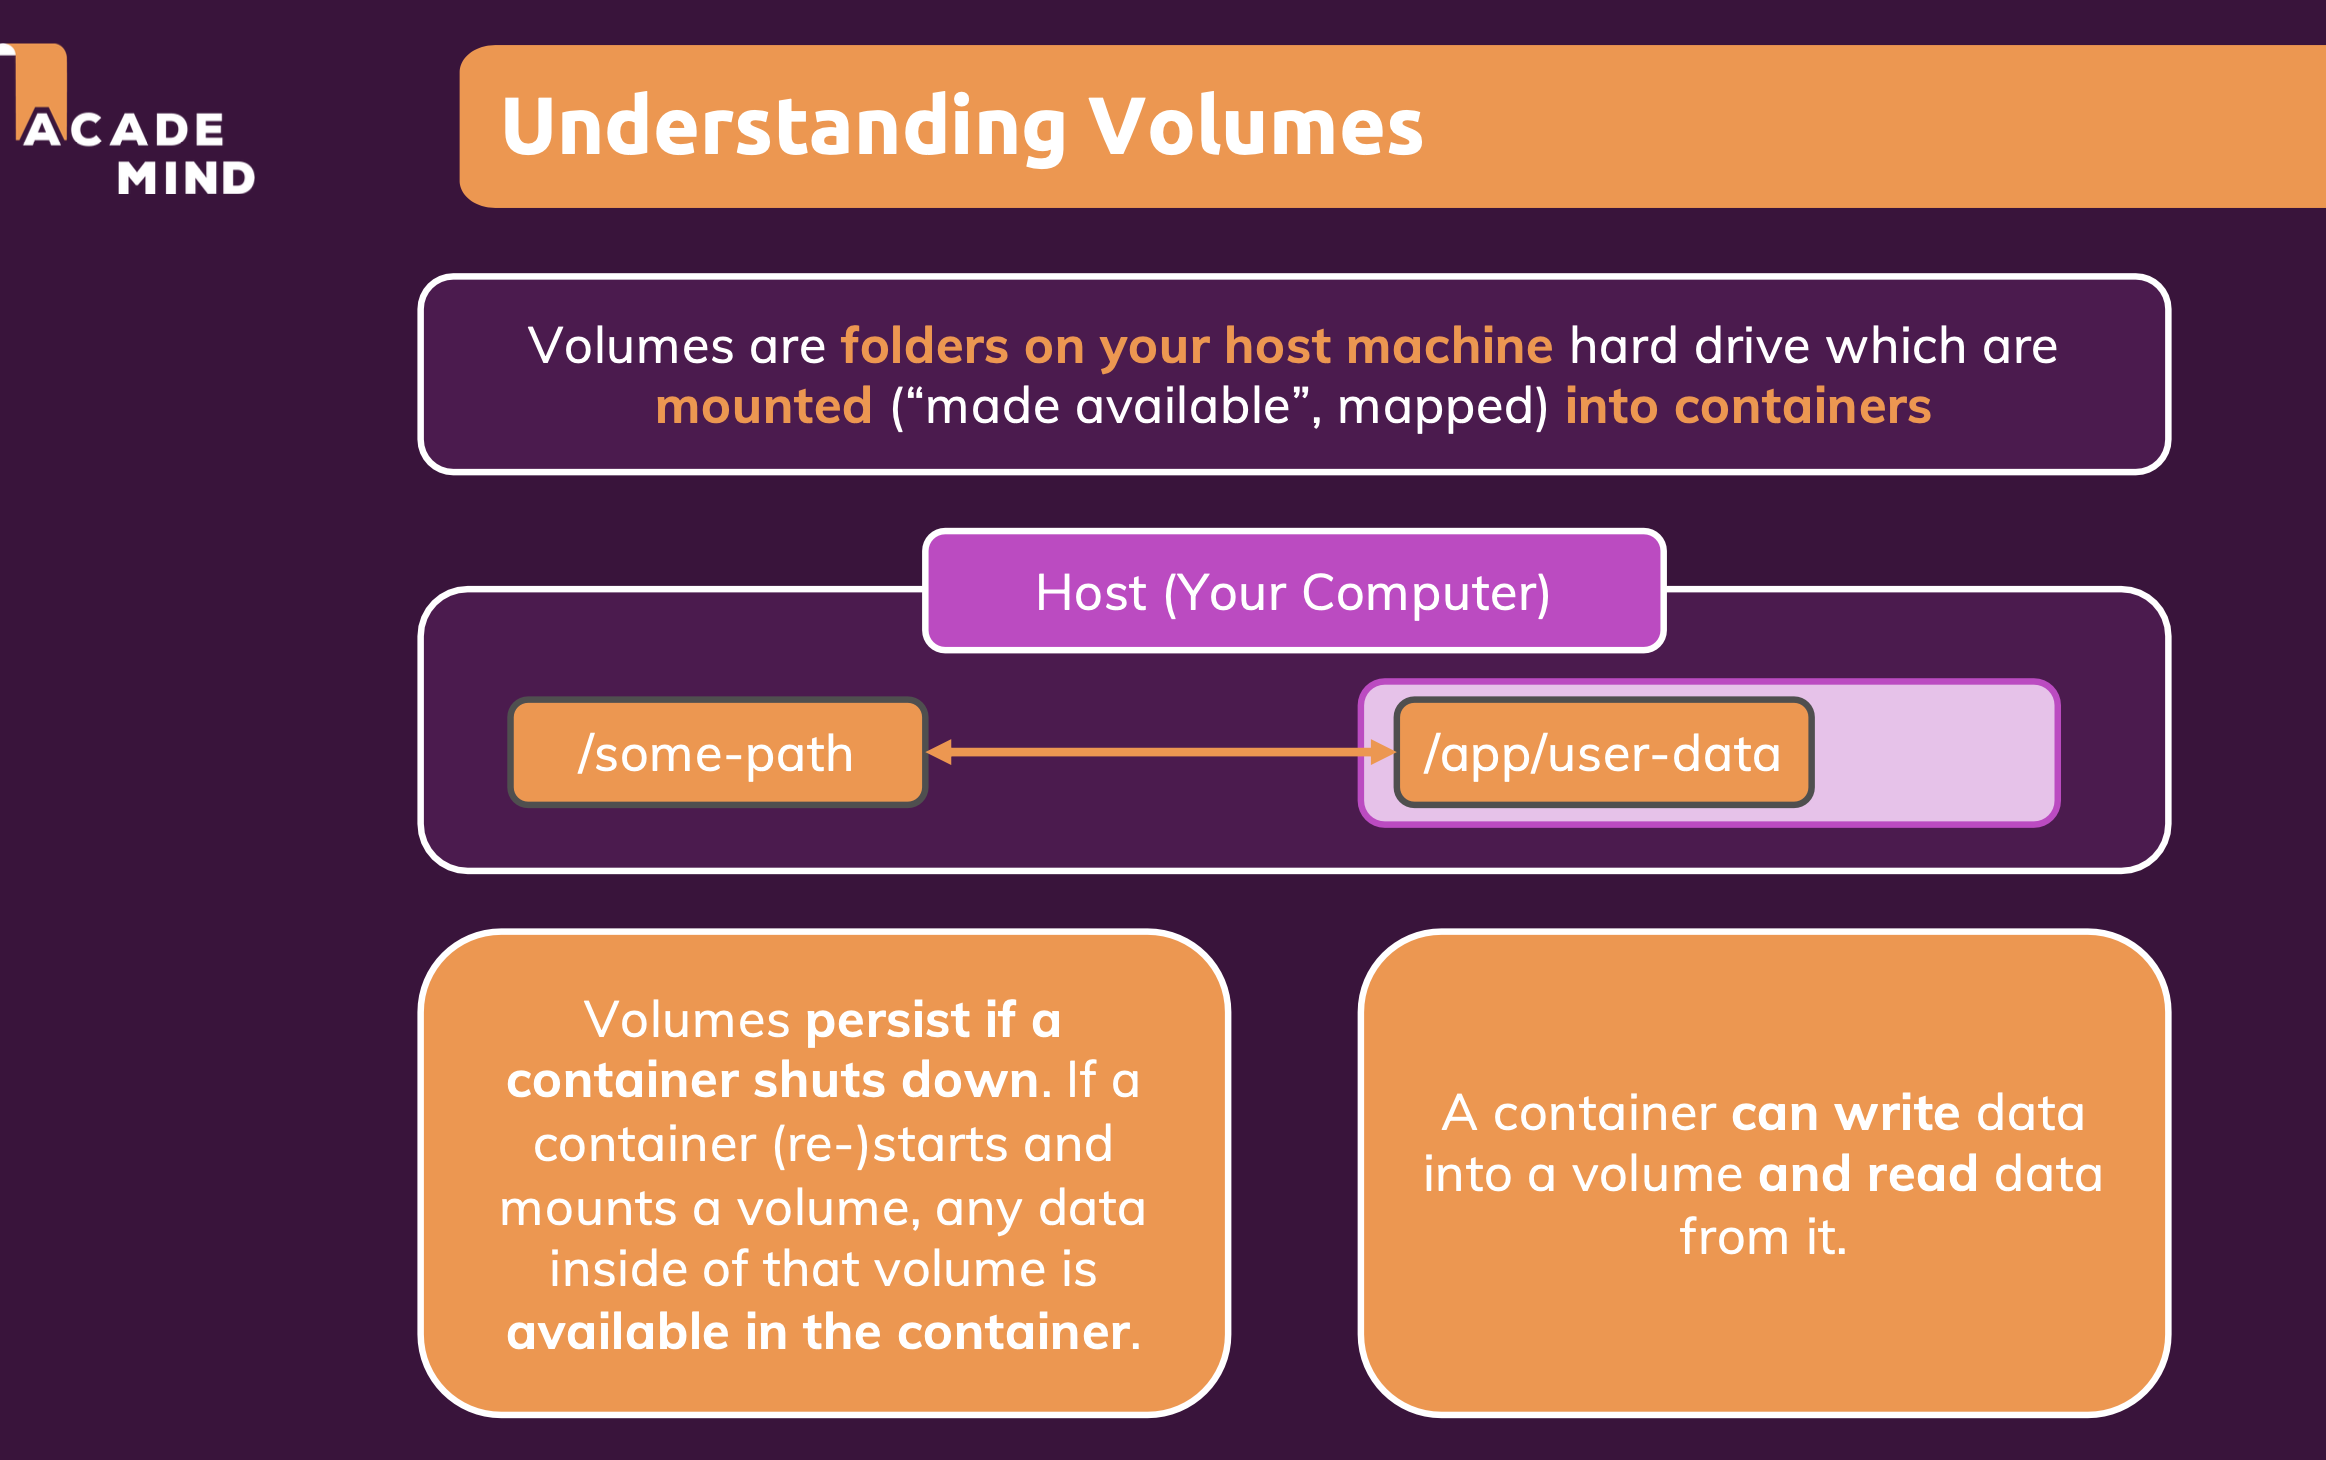 ACADE
MIND
Understanding Volumes
Volumes are folders on your host machine hard drive which are
mounted (“made available”, mapped) into containers
Host (Your Computer)
/some-path
/app/user-data
Volumes persist if a
container shuts down. If a
container (re-)starts and
mounts a volume, any data
inside of that volume is
available in the container.
A container can write data
into a volume and read data
from it.